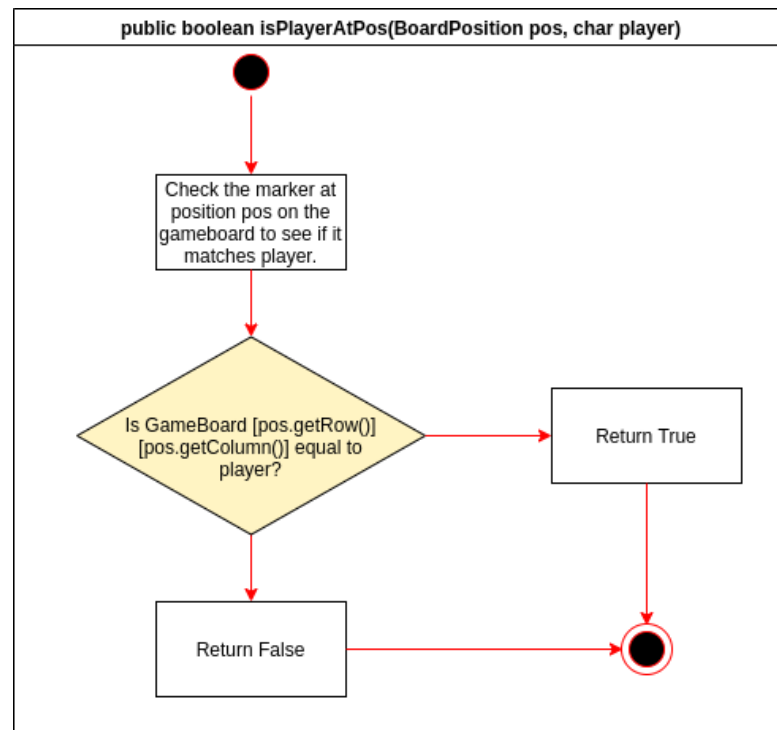 public boolean isPlayerAtPos(BoardPosition pos, char player)
Check the marker at
position pos on the
gameboard to see if it
matches player.
Is GameBoard [pos.getRow()]
[pos.getColumn()] equal to
player?
Return True
Return False